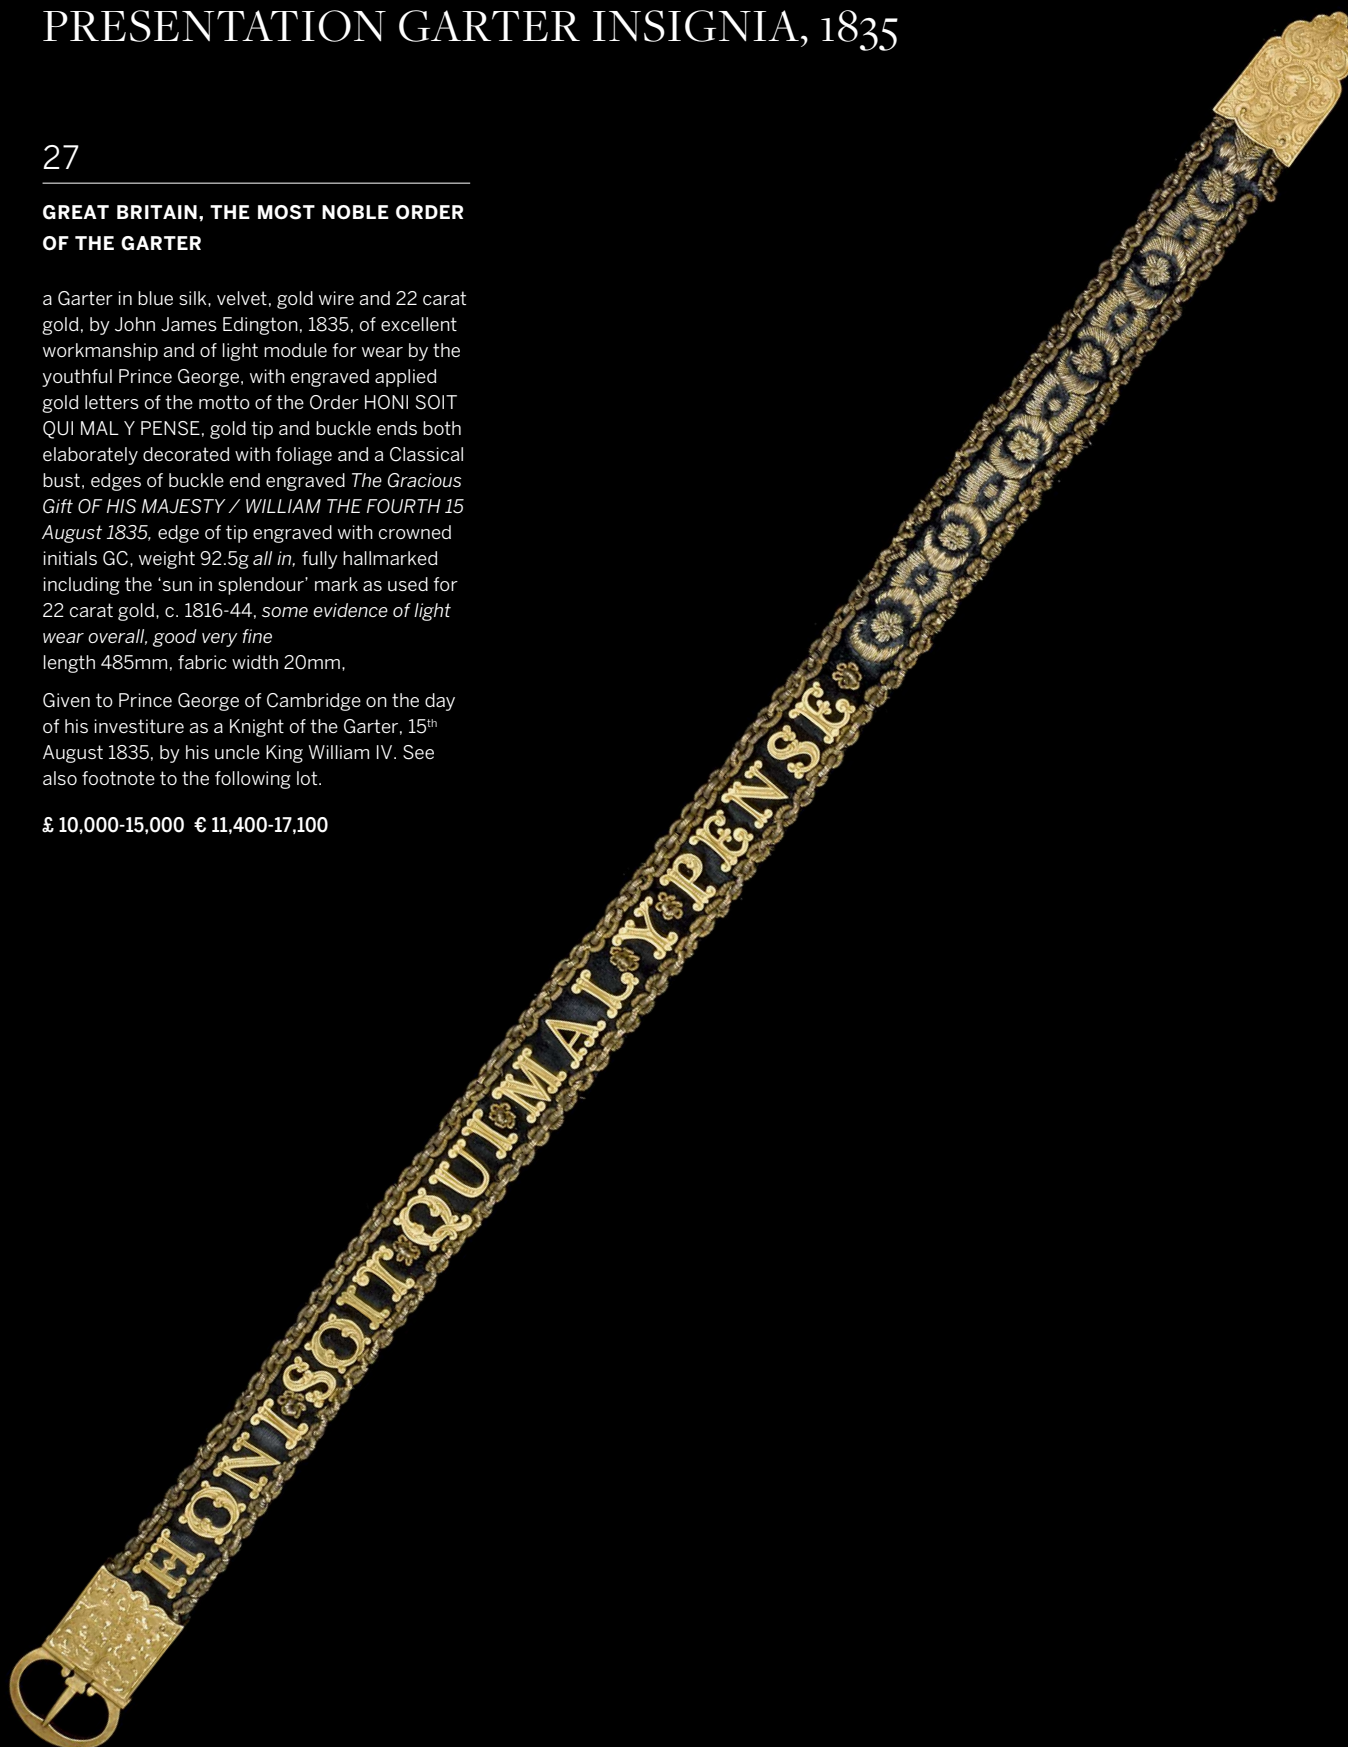 PRESENTATION GARTER INSIGNIA, 1835
27
GREAT BRITAIN, THE MOST NOBLE ORDER
OF THE GARTER
a Garter in blue silk, velvet, gold wire and 22 carat
gold, by John James Edington, 1835, of excellent
workmanship and of light module for wear by the
youthful Prince George, with engraved applied
gold letters of the motto of the Order HONI SOIT
QUI MAL Y PENSE, gold tip and buckle ends both
elaborately decorated with foliage and a Classical
bust, edges of buckle end engraved The Gracious
Gift OF HIS MAJESTY / WILLIAM THE FOURTH 15
August 1835, edge of tip engraved with crowned
initials GC, weight 92.5g all in, fully hallmarked
including the ‘sun in splendour’ mark as used for
22 carat gold, c. 1816-44, some evidence of light
wear overall, good very fine
length 485mm, fabric width 20mm,
Given to Prince George of Cambridge on the day
of his investiture as a Knight of the Garter, 15th
August 1835, by his uncle King William IV. See
also footnote to the following lot.
£ 10,000-15,000 € 11,400-17,100
HONI SOIT QUI MAL Y PENSE